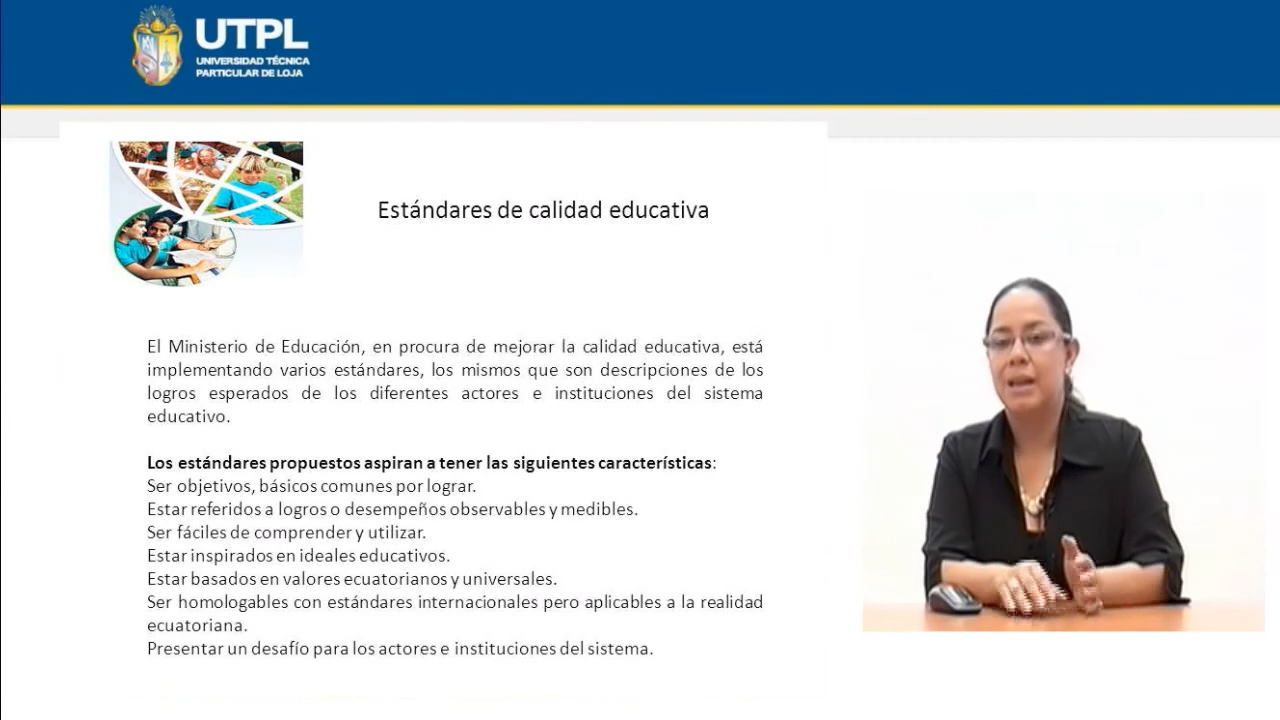 UTPL
UNIVERSIDAD TÉCNICA
PARTICULAR DE LOJA
Estándares de calidad educativa
El Ministerio de Educación, en procura de mejorar la calidad educativa, está
implementando varios estándares, los mismos que son descripciones de los
logros esperados de los diferentes actores e instituciones del sistema
educativo.
Los estándares propuestos aspiran a tener las siguientes características:
Ser objetivos, básicos comunes por lograr.
Estar referidos a logros o desempeños observables y medibles.
Ser fáciles de comprender y utilizar.
Estar inspirados en ideales educativos.
Estar basados en valores ecuatorianos y universales.
Ser homologables con estándares internacionales pero aplicables a la realidad
ecuatoriana.
Presentar un desafío para los actores e instituciones del sistema.